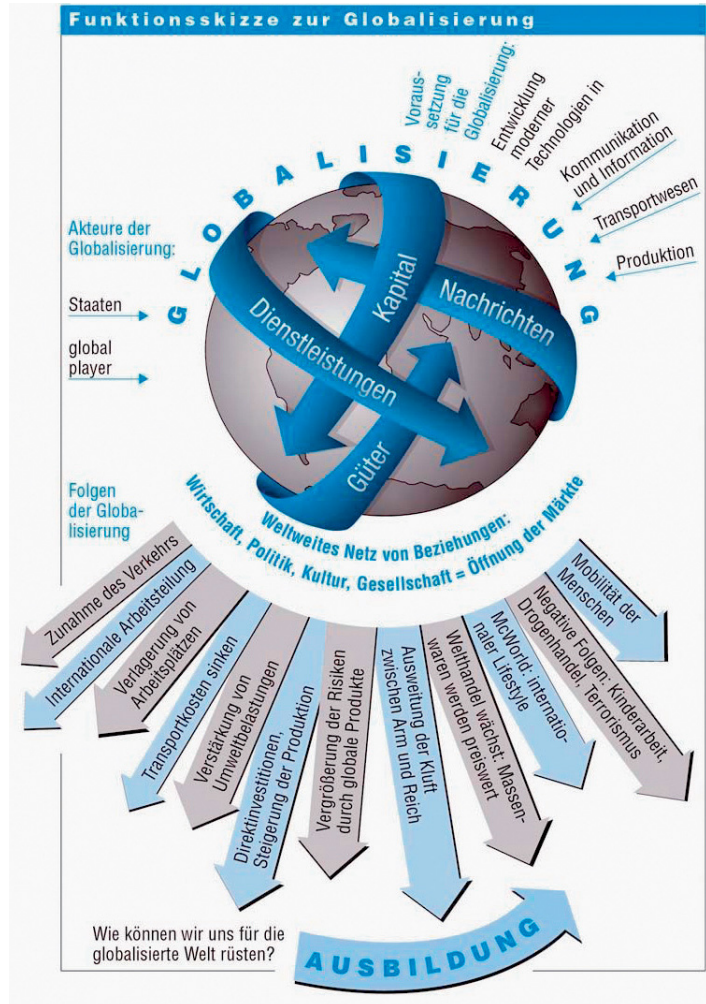 Funktionsskizze zur Globalisierung
Voraus-
setzung
für die
Globalisierung:
Entwicklung
moderner
Technologien in
Kommunikation
und Information
Transportwesen
Produktion
GLOBALISIERUNG
Akteure der
Globalisierung:
Staaten
global
player
Kapital
Nachrichten
Dienstleistungen
Güter
Folgen
der Globa-
lisierung
Weltweites Netz von Beziehungen:
Wirtschaft, Politik, Kultur, Gesellschaft = Öffnung der Märkte
Zunahme des Verkehrs
Internationale Arbeitsteilung
Verlagerung von
Arbeitsplätzen
Transportkosten sinken
Verstärkung von
Umweltbelastungen
Direktinvestitionen,
Steigerung der Produktion
Vergrößerung der Risiken
durch globale Produkte
Ausweitung der Kluft
zwischen Arm und Reich
Welthandel wächst: Massen-
waren werden preiswert
McWorld: internatio-
naler Lifestyle
Negative Folgen: Kinderarbeit,
Drogenhandel, Terrorismus
Mobilität der
Menschen
Wie können wir uns für die
globalisierte Welt rüsten?
AUSBILDUNG